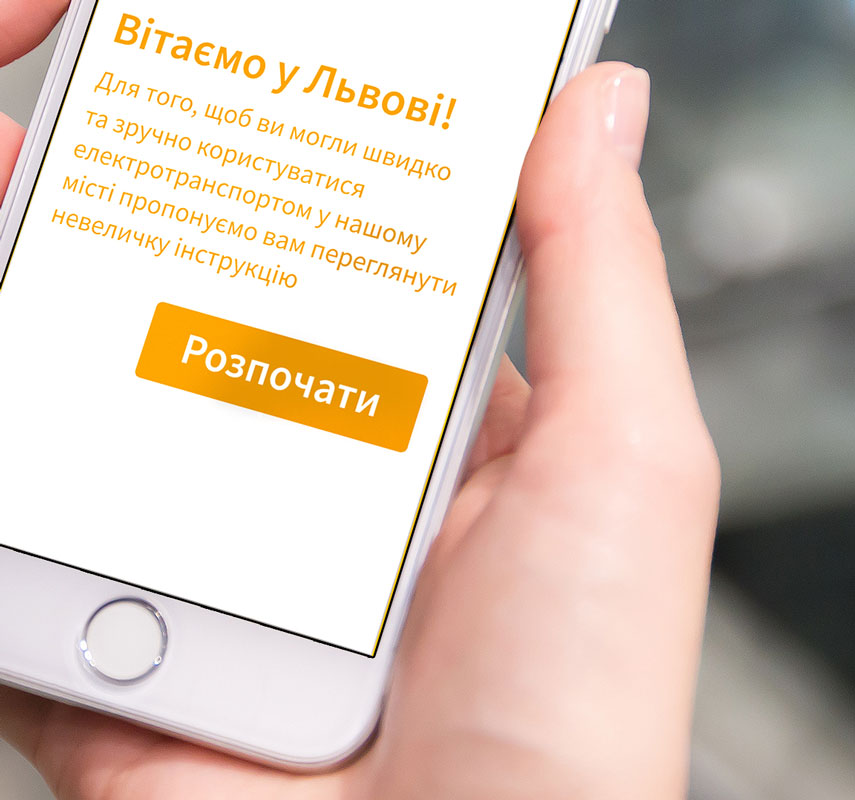 Вітаємо у Львові!
Для того, щоб ви могли швидко
та зручно користуватися
електротранспортом у нашому
місті пропонуємо вам переглянути
невеличку інструкцію
Розпочати